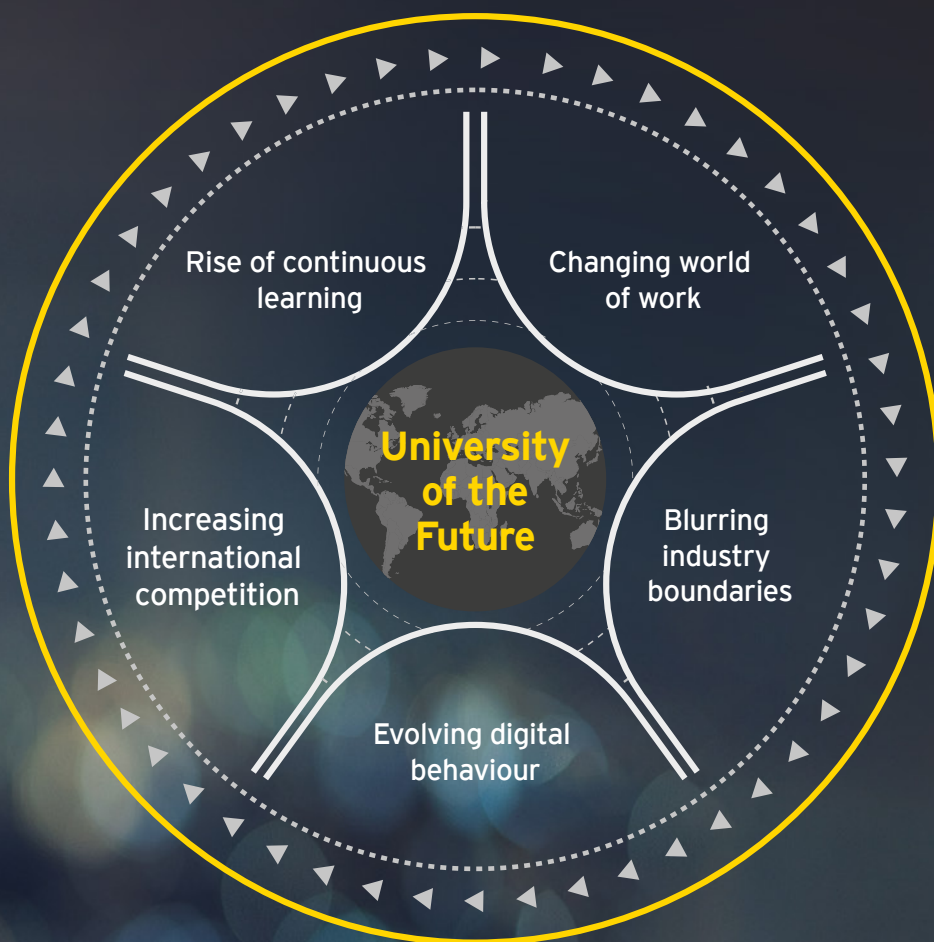 Rise of continuous
learning
Changing world
of work
University
of the
Future
Increasing
international
competition
Blurring
industry
boundaries
Evolving digital
behaviour